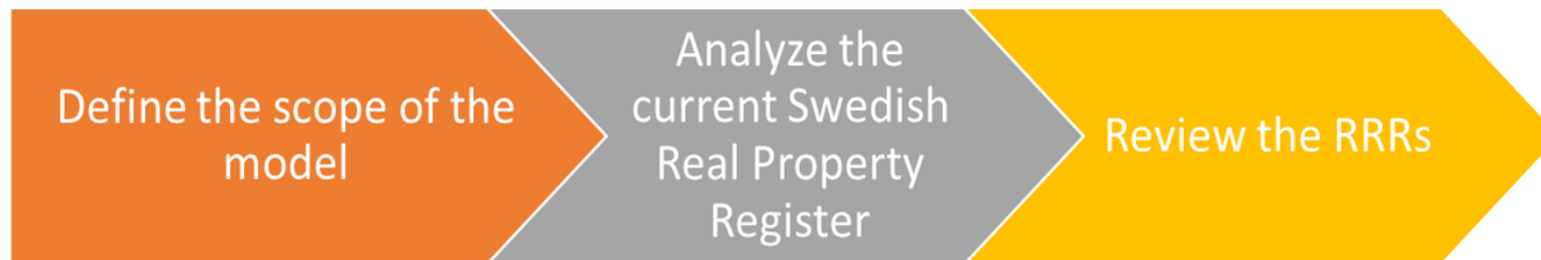 Define the scope of the
model
Analyze the
current Swedish
Real Property
Register
Review the RRRs